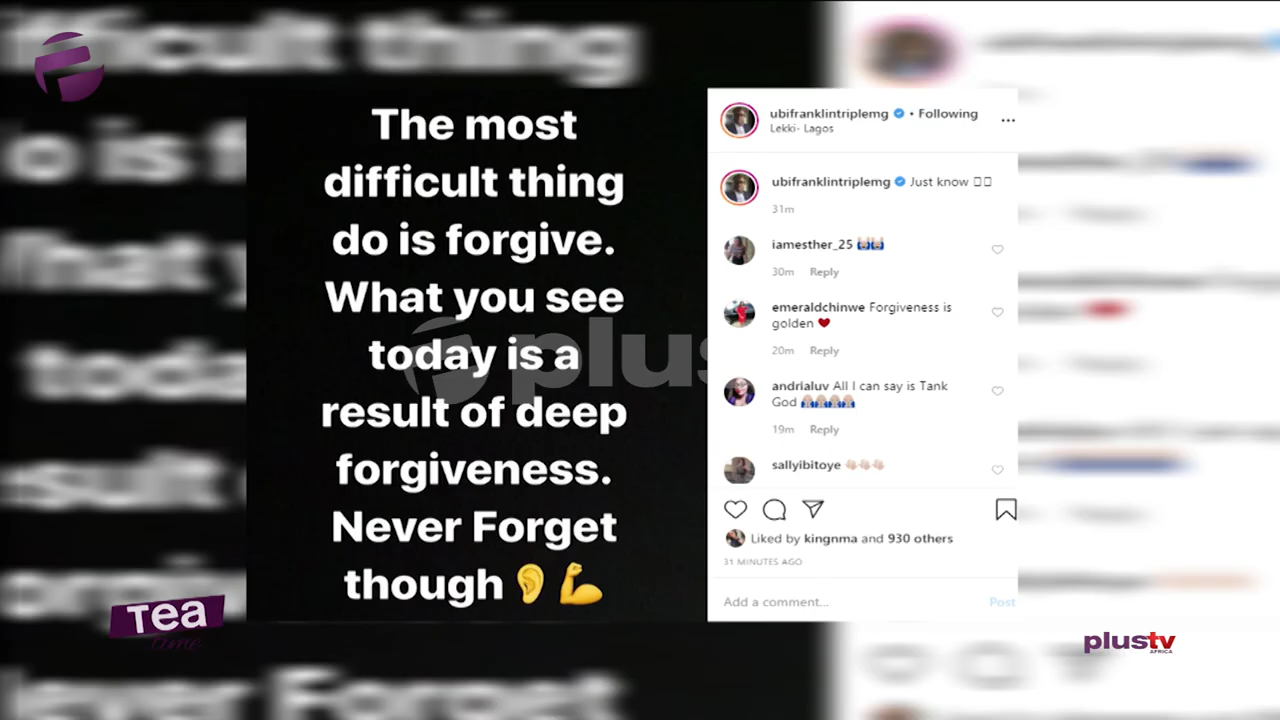 The most
difficult thing
do is forgive.
What you see
today is a
result of deep
forgiveness.
Never Forget
though 👂💪
ubifranklintriplemg • Following
Lekki- Lagos
ubifranklintriplemg Just know
31m
iamesther_25
30m Reply
emeraldchinwe Forgiveness is
golden ❤
20m Reply
andrialuv All I can say is Tank
God
19m Reply
sallyibitoye
Liked by kingnma and 930 others
31 MINUTES AGO
Add a comment...
Post
plus
Tea
time
plustv
AFRICA